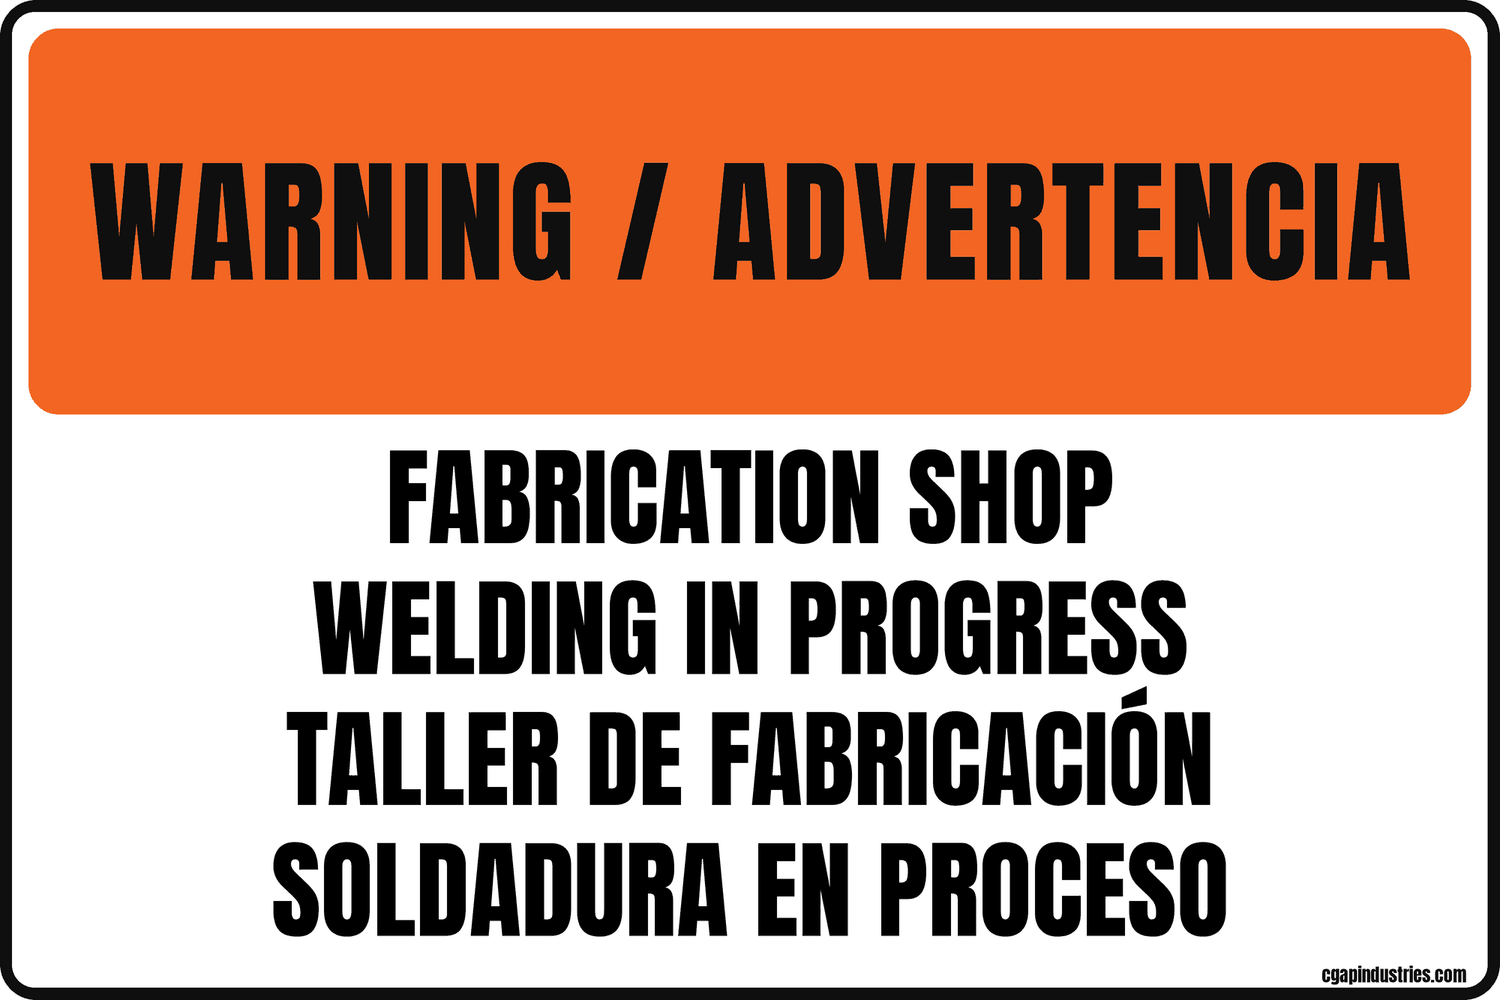 WARNING / ADVERTENCIA
FABRICATION SHOP
WELDING IN PROGRESS
TALLER DE FABRICACIÓN
SOLDADURA EN PROCESO
cgapindustries.com